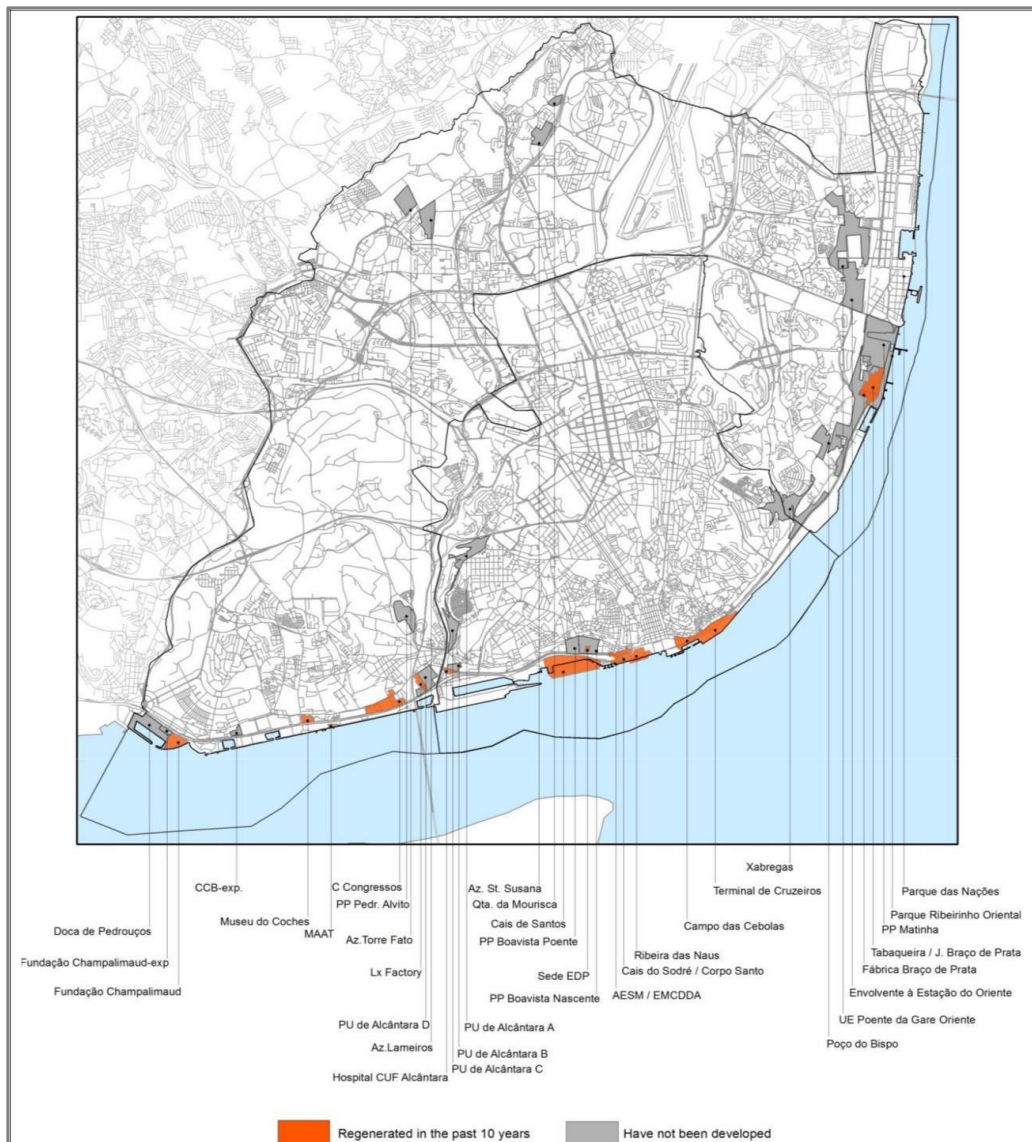 Xabregas
CCB-exp.
C Congressos
Az. St. Susana
Terminal de Cruzeiros
Parque das Nações
PP Pedr. Alvito
Qta. da Mourisca
Museu do Coches
Cais de Santos
Campo das Cebolas
Parque Ribeirinho Oriental
Doca de Pedrouços
MAAT
PP Matinha
Az.Torre Fato
PP Boavista Poente
Tabaqueira / J. Braço de Prata
Fundação Champalimaud-exp
Ribeira das Naus
Lx Factory
Sede EDP
Cais do Sodré / Corpo Santo
Fábrica Braço de Prata
Fundação Champalimaud
PP Boavista Nascente
AESM / EMCDDA
Envolvente à Estação do Oriente
PU de Alcântara D
PU de Alcântara A
UE Poente da Gare Oriente
Az.Lameiros
Poço do Bispo
PU de Alcântara B
Hospital CUF Alcântara
PU de Alcântara C
Regenerated in the past 10 years
Have not been developed